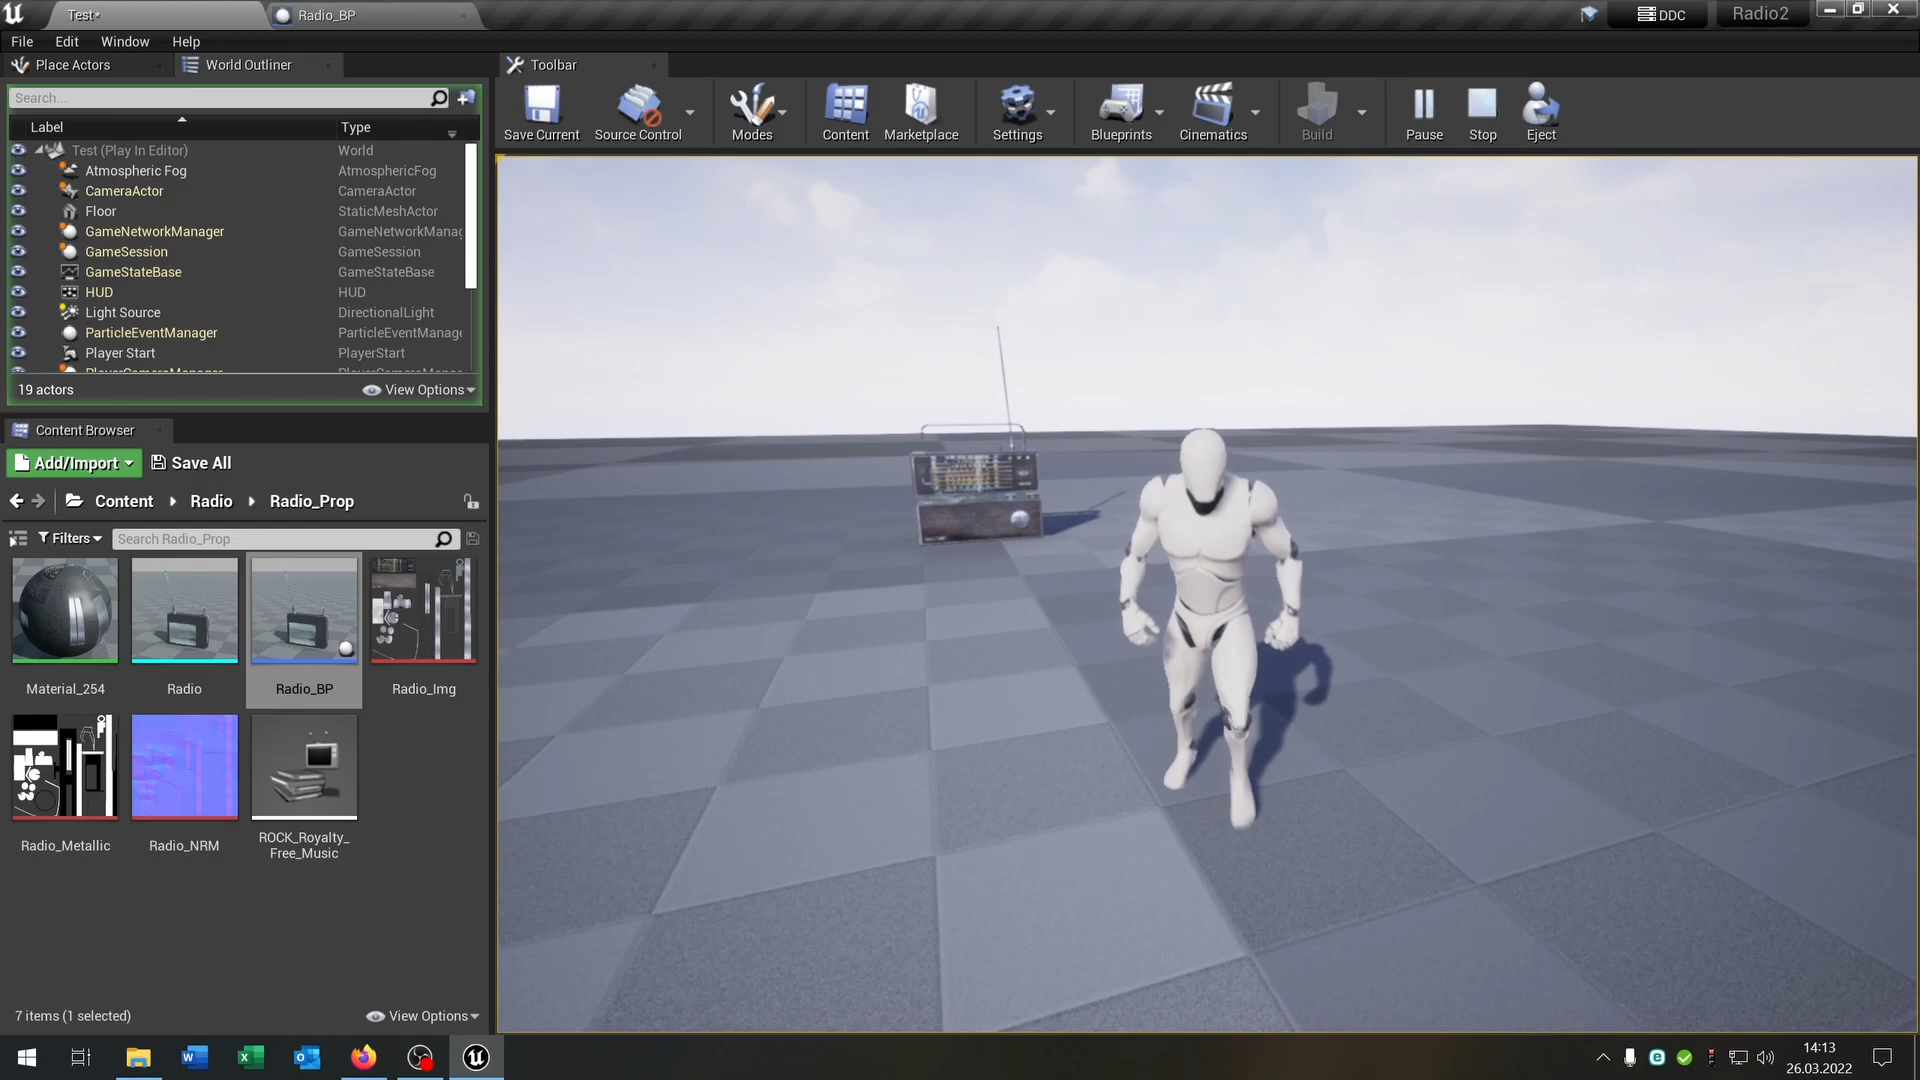 Test*
Radio_BP
DDC
Radio2
File Edit Window Help
Place Actors
World Outliner
Toolbar
Search...
Label Type
Test (Play In Editor) World
Atmospheric Fog AtmosphericFog
CameraActor CameraActor
Floor StaticMeshActor
GameNetworkManager GameNetworkManag
GameSession GameSession
GameStateBase GameStateBase
HUD HUD
Light Source DirectionalLight
ParticleEventManager ParticleEventManage
Player Start PlayerStart
19 actors View Options
Save Current Source Control Modes Content Marketplace Settings Blueprints Cinematics Build Pause Stop Eject
Content Browser
Add/Import Save All
Content Radio Radio_Prop
Filters Search Radio_Prop
Material_254 Radio Radio_BP Radio_Img
Radio_Metallic Radio_NRM ROCK_Royalty_
Free_Music
7 items (1 selected) View Options
14:13
26.03.2022